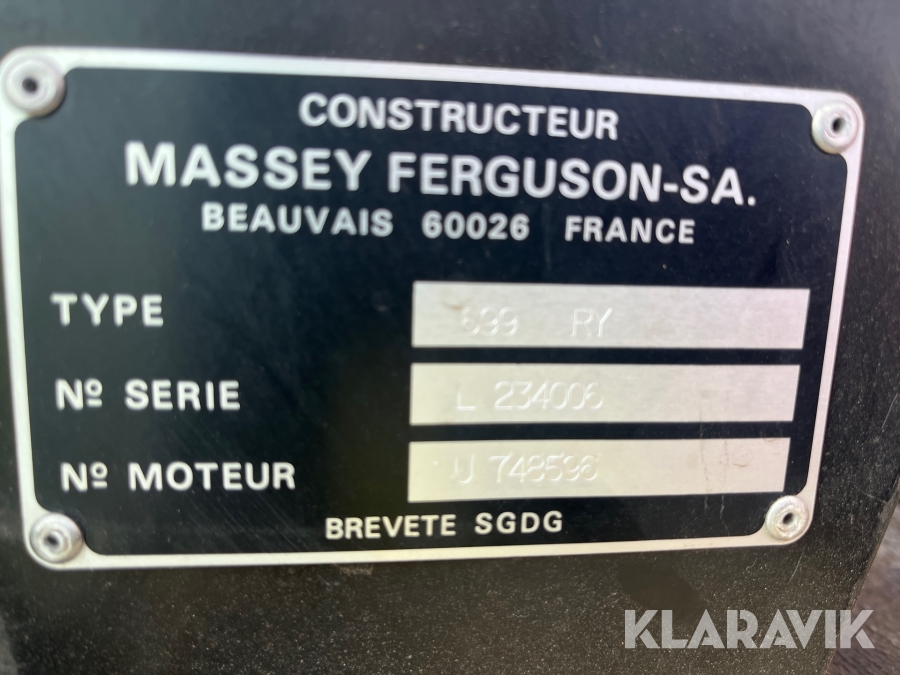 CONSTRUCTEUR
MASSEY FERGUSON-SA.
BEAUVAIS 60026 FRANCE
TYPE 699 RY
Nº SERIE L 234006
Nº MOTEUR U 748596
BREVETE SGDG
KLARAVIK